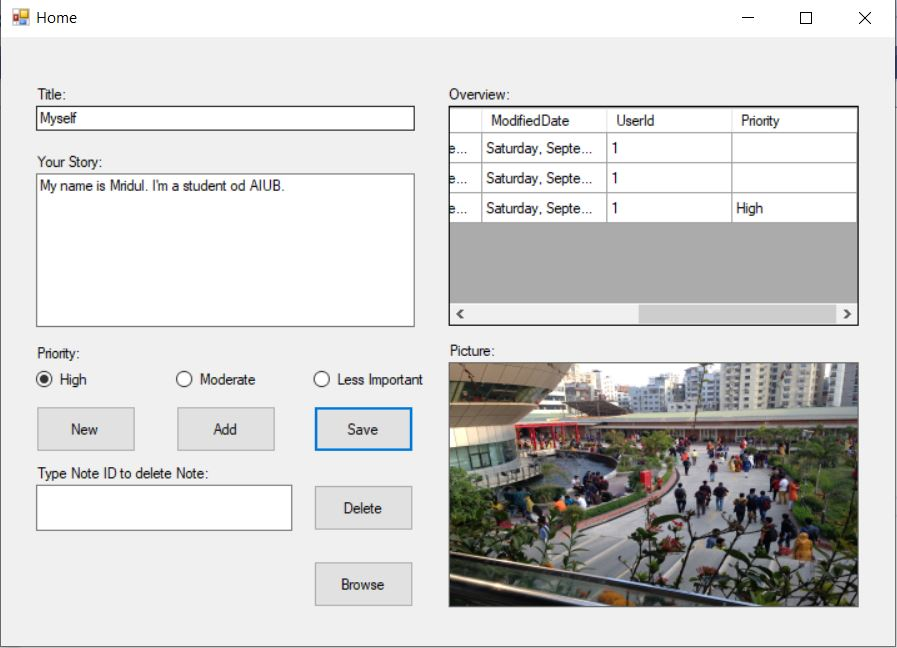 Home
Title:
Myself
Your Story:
My name is Mridul. I'm a student od AIUB.
Priority:
High
Moderate
Less Important
New
Add
Save
Type Note ID to delete Note:
Delete
Browse
Overview:
ModifiedDate UserId Priority
e... Saturday, Septe... 1
e... Saturday, Septe... 1
e... Saturday, Septe... 1 High
Picture: